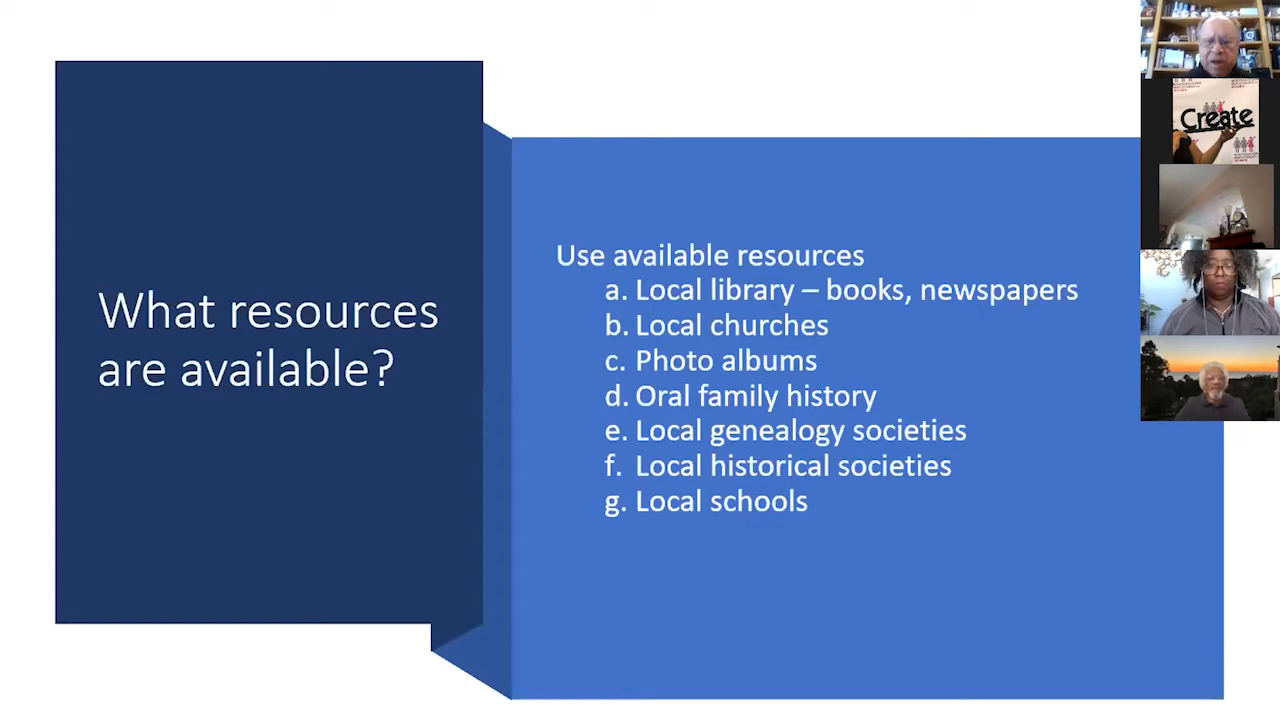 What resources
are available?
Use available resources
a. Local library – books, newspapers
b. Local churches
c. Photo albums
d. Oral family history
e. Local genealogy societies
f. Local historical societies
g. Local schools
Create